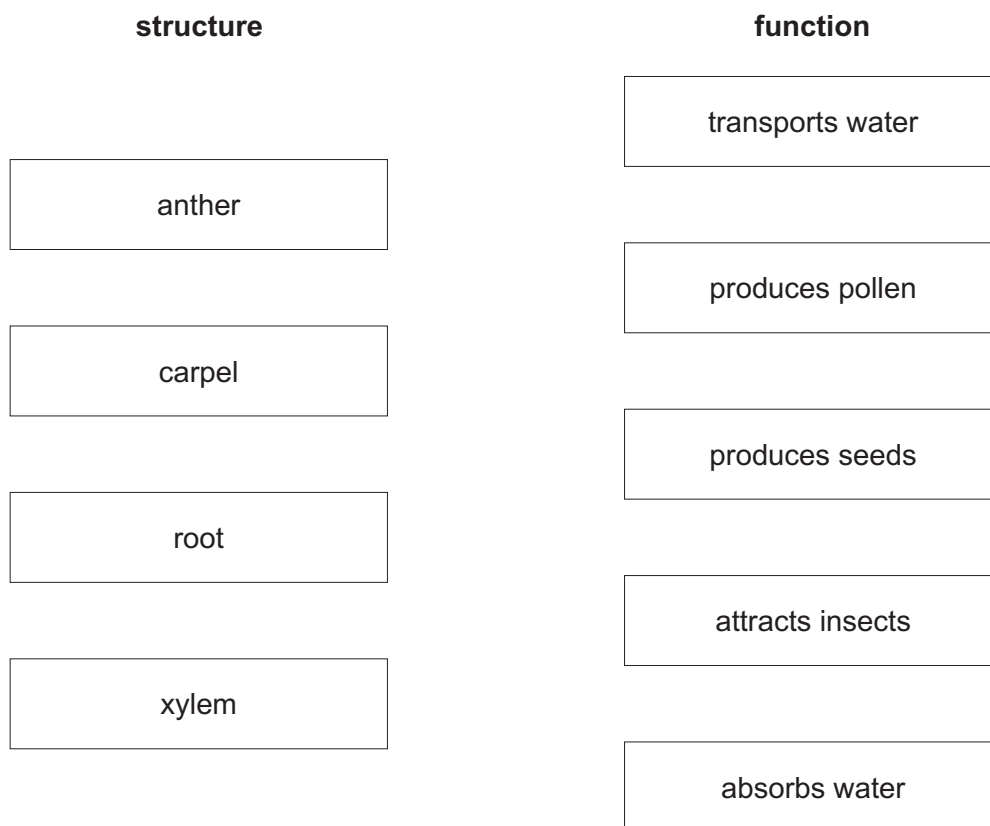 structure
function
transports water
anther
produces pollen
carpel
produces seeds
root
attracts insects
xylem
absorbs water